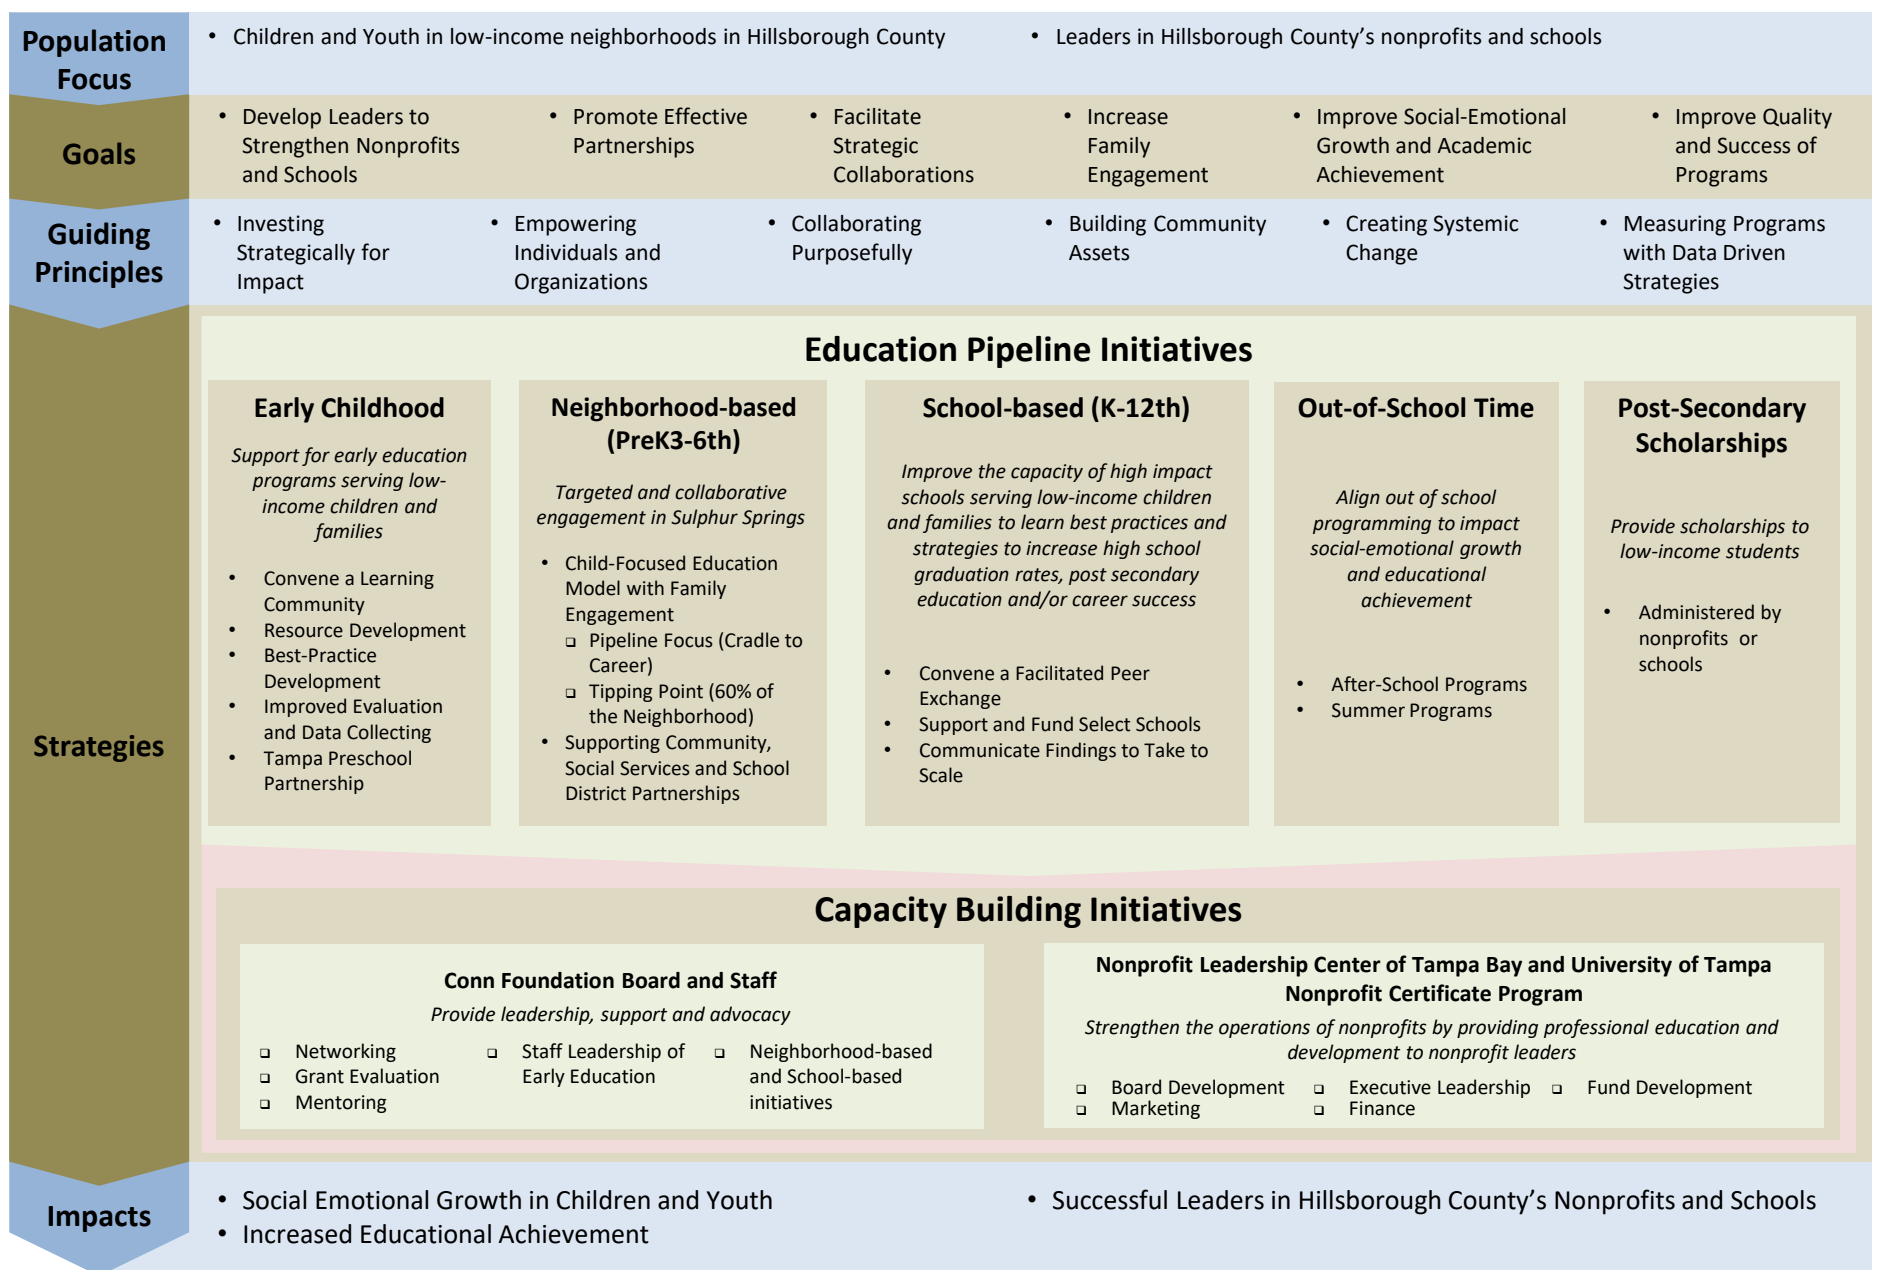 Population
Focus
• Children and Youth in low-income neighborhoods in Hillsborough County
• Leaders in Hillsborough County’s nonprofits and schools
Goals
• Develop Leaders to
Strengthen Nonprofits
and Schools
• Promote Effective
Partnerships
• Facilitate
Strategic
Collaborations
• Increase
Family
Engagement
• Improve Social-Emotional
Growth and Academic
Achievement
• Improve Quality
and Success of
Programs
Guiding
Principles
• Investing
Strategically for
Impact
• Empowering
Individuals and
Organizations
• Collaborating
Purposefully
• Building Community
Assets
• Creating Systemic
Change
• Measuring Programs
with Data Driven
Strategies
Strategies
Education Pipeline Initiatives
Early Childhood
Support for early education
programs serving low-
income children and
families
• Convene a Learning
Community
• Resource Development
• Best-Practice
Development
• Improved Evaluation
and Data Collecting
• Tampa Preschool
Partnership
Neighborhood-based
(PreK3-6th)
Targeted and collaborative
engagement in Sulphur Springs
• Child-Focused Education
Model with Family
Engagement
❑ Pipeline Focus (Cradle to
Career)
❑ Tipping Point (60% of
the Neighborhood)
• Supporting Community,
Social Services and School
District Partnerships
School-based (K-12th)
Improve the capacity of high impact
schools serving low-income children
and families to learn best practices and
strategies to increase high school
graduation rates, post secondary
education and/or career success
• Convene a Facilitated Peer
Exchange
• Support and Fund Select Schools
• Communicate Findings to Take to
Scale
Out-of-School Time
Align out of school
programming to impact
social-emotional growth
and educational
achievement
• After-School Programs
• Summer Programs
Post-Secondary
Scholarships
Provide scholarships to
low-income students
• Administered by
nonprofits or
schools
Capacity Building Initiatives
Conn Foundation Board and Staff
Provide leadership, support and advocacy
❑ Networking
❑ Grant Evaluation
❑ Mentoring
❑ Staff Leadership of
Early Education
❑ Neighborhood-based
and School-based
initiatives
Nonprofit Leadership Center of Tampa Bay and University of Tampa
Nonprofit Certificate Program
Strengthen the operations of nonprofits by providing professional education and
development to nonprofit leaders
❑ Board Development
❑ Marketing
❑ Executive Leadership
❑ Finance
❑ Fund Development
Impacts
• Social Emotional Growth in Children and Youth
• Increased Educational Achievement
• Successful Leaders in Hillsborough County’s Nonprofits and Schools